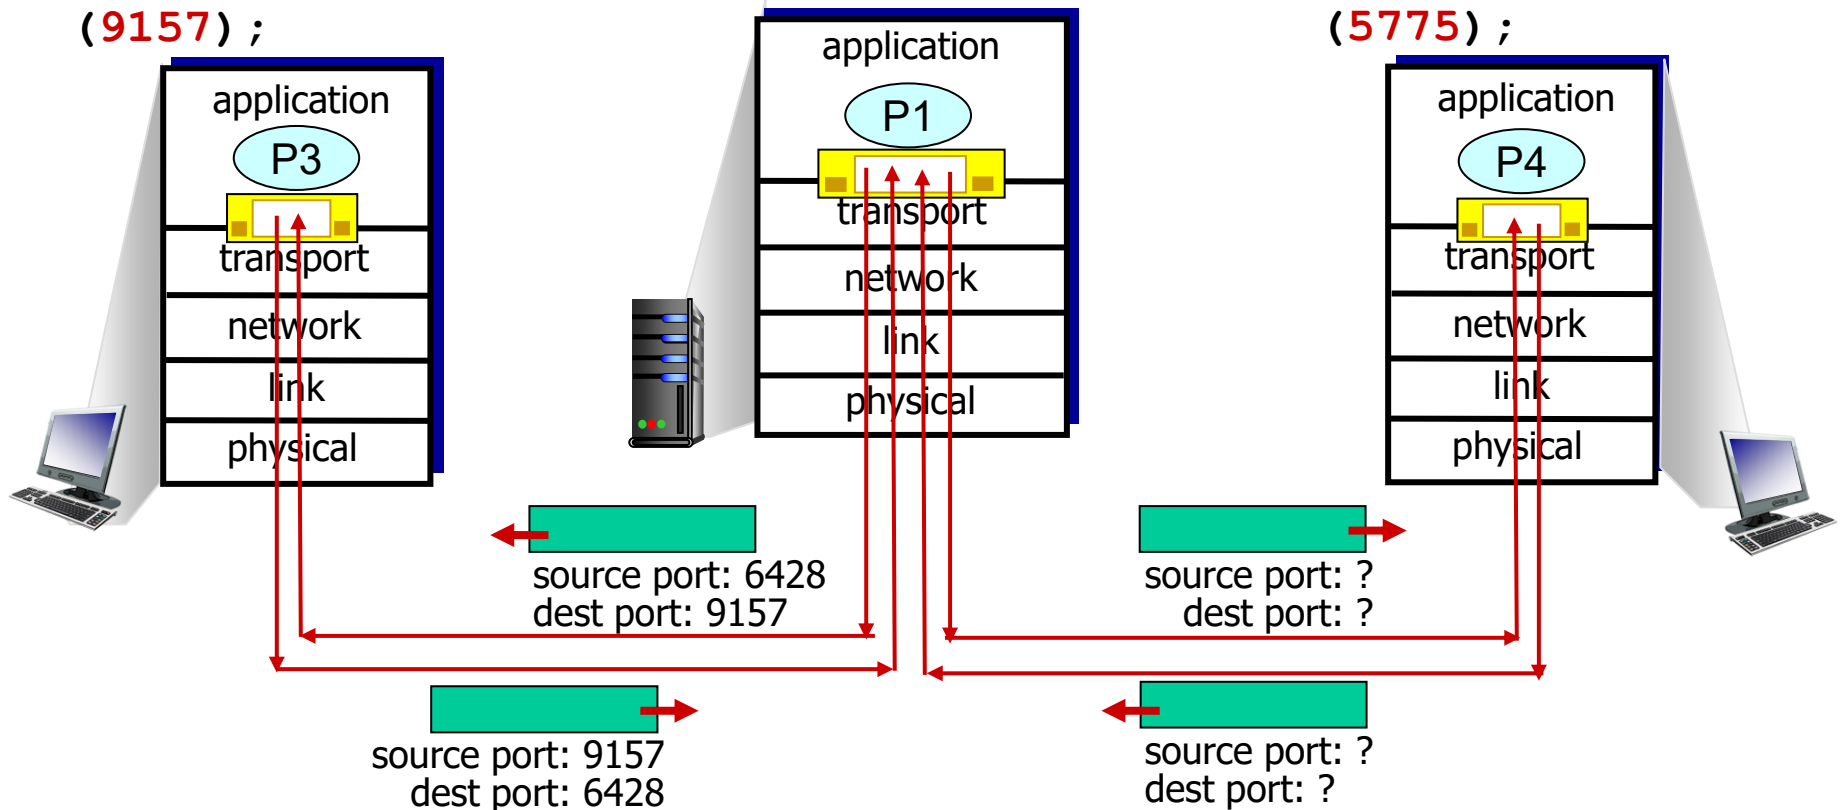 (9157);
application
P3
transport
network
link
physical
application
P1
transport
network
link
physical
(5775);
application
P4
transport
network
link
physical
source port: 6428
dest port: 9157
source port: ?
dest port: ?
source port: 9157
dest port: 6428
source port: ?
dest port: ?